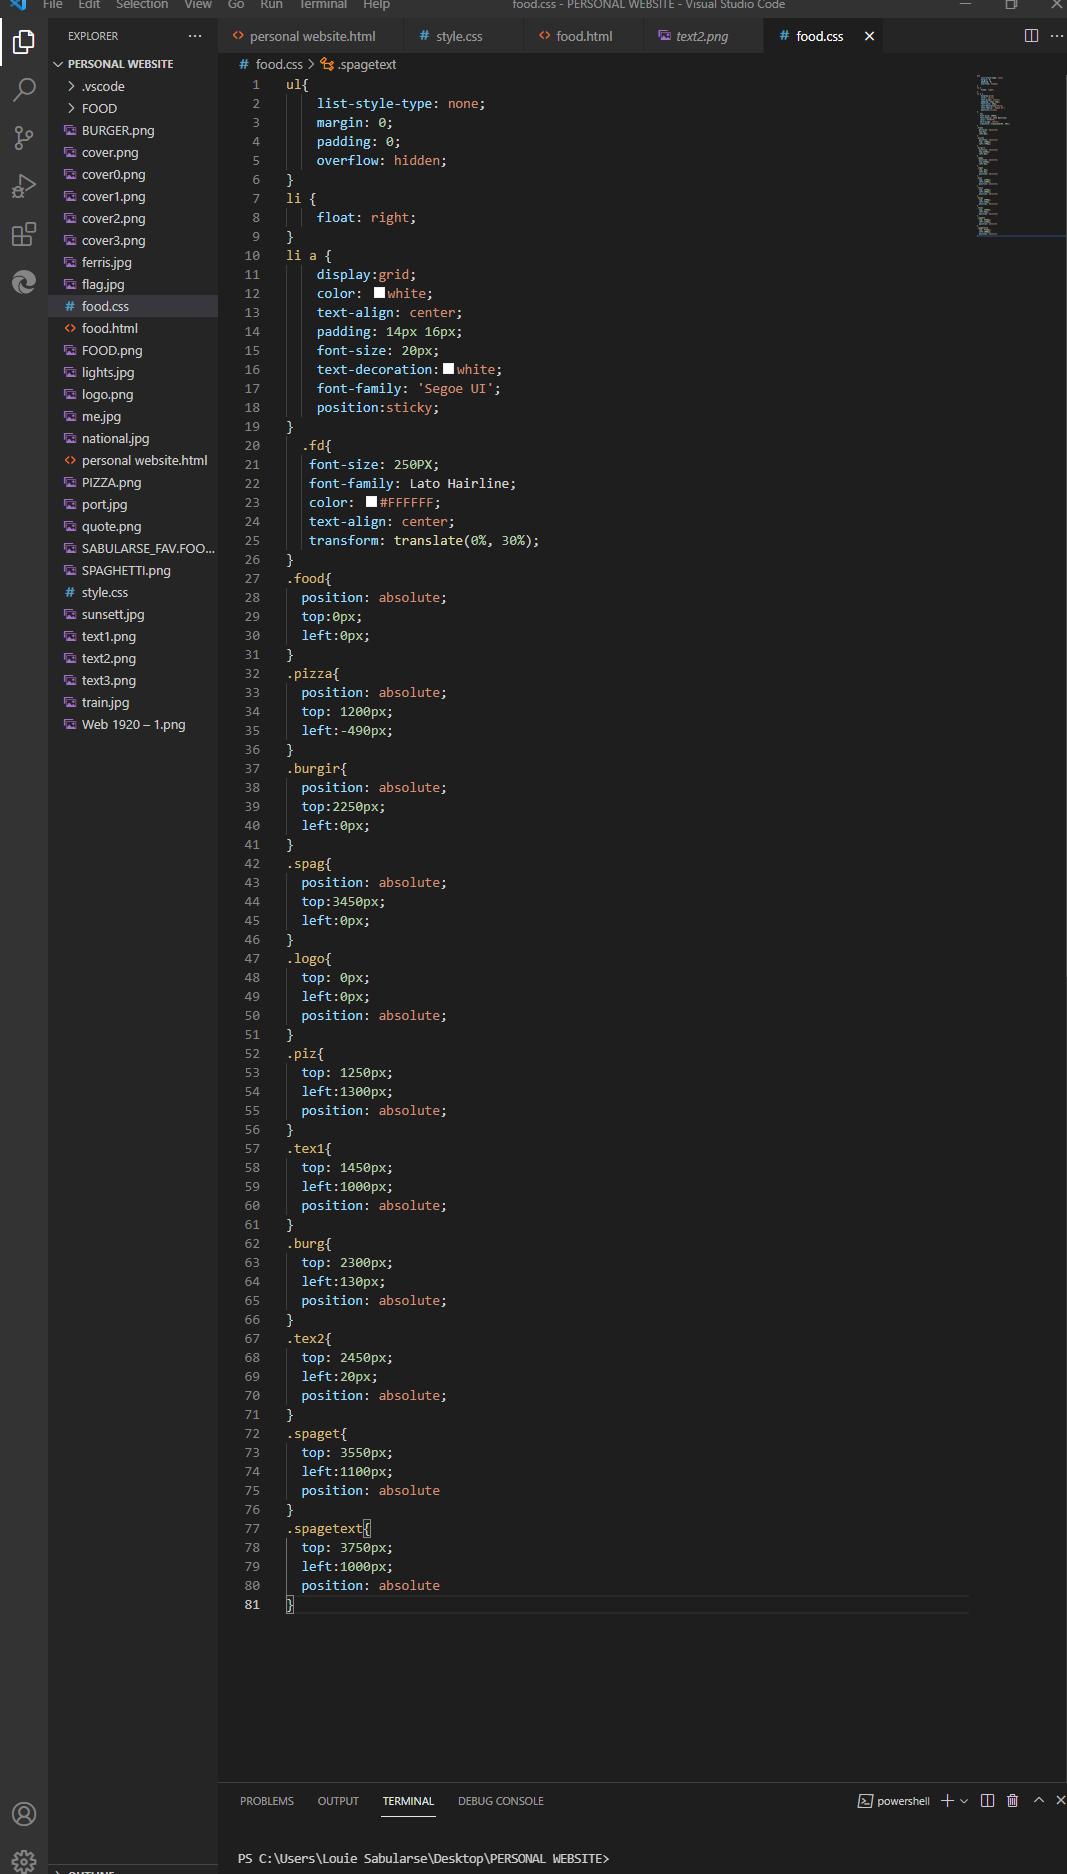 File Edit Selection View Go Run Terminal Help food.css - PERSONAL WEBSITE - Visual Studio Code
EXPLORER ...
personal website.html style.css food.html text2.png food.css
PERSONAL WEBSITE
.vscode
FOOD
BURGER.png
cover.png
cover0.png
cover1.png
cover2.png
cover3.png
ferris.jpg
flag.jpg
food.css
food.html
FOOD.png
lights.jpg
logo.png
me.jpg
national.jpg
personal website.html
PIZZA.png
port.jpg
quote.png
SABULARSE_FAV.FOO...
SPAGHETTI.png
style.css
sunsett.jpg
text1.png
text2.png
text3.png
train.jpg
Web 1920 – 1.png
food.css > .spagetext
1 ul{
2 list-style-type: none;
3 margin: 0;
4 padding: 0;
5 overflow: hidden;
6 }
7 li {
8 float: right;
9 }
10 li a {
11 display:grid;
12 color: white;
13 text-align: center;
14 padding: 14px 16px;
15 font-size: 20px;
16 text-decoration: white;
17 font-family: 'Segoe UI';
18 position:sticky;
19 }
20 .fd{
21 font-size: 250PX;
22 font-family: Lato Hairline;
23 color: #FFFFFF;
24 text-align: center;
25 transform: translate(0%, 30%);
26 }
27 .food{
28 position: absolute;
29 top:0px;
30 left:0px;
31 }
32 .pizza{
33 position: absolute;
34 top: 1200px;
35 left:-490px;
36 }
37 .burgir{
38 position: absolute;
39 top:2250px;
40 left:0px;
41 }
42 .spag{
43 position: absolute;
44 top:3450px;
45 left:0px;
46 }
47 .logo{
48 top: 0px;
49 left:0px;
50 position: absolute;
51 }
52 .piz{
53 top: 1250px;
54 left:1300px;
55 position: absolute;
56 }
57 .tex1{
58 top: 1450px;
59 left:1000px;
60 position: absolute;
61 }
62 .burg{
63 top: 2300px;
64 left:130px;
65 position: absolute;
66 }
67 .tex2{
68 top: 2450px;
69 left:20px;
70 position: absolute;
71 }
72 .spaget{
73 top: 3550px;
74 left:1100px;
75 position: absolute
76 }
77 .spagetext{
78 top: 3750px;
79 left:1000px;
80 position: absolute
81 }
PROBLEMS OUTPUT TERMINAL DEBUG CONSOLE powershell
PS C:\Users\Louie Sabularse\Desktop\PERSONAL WEBSITE>